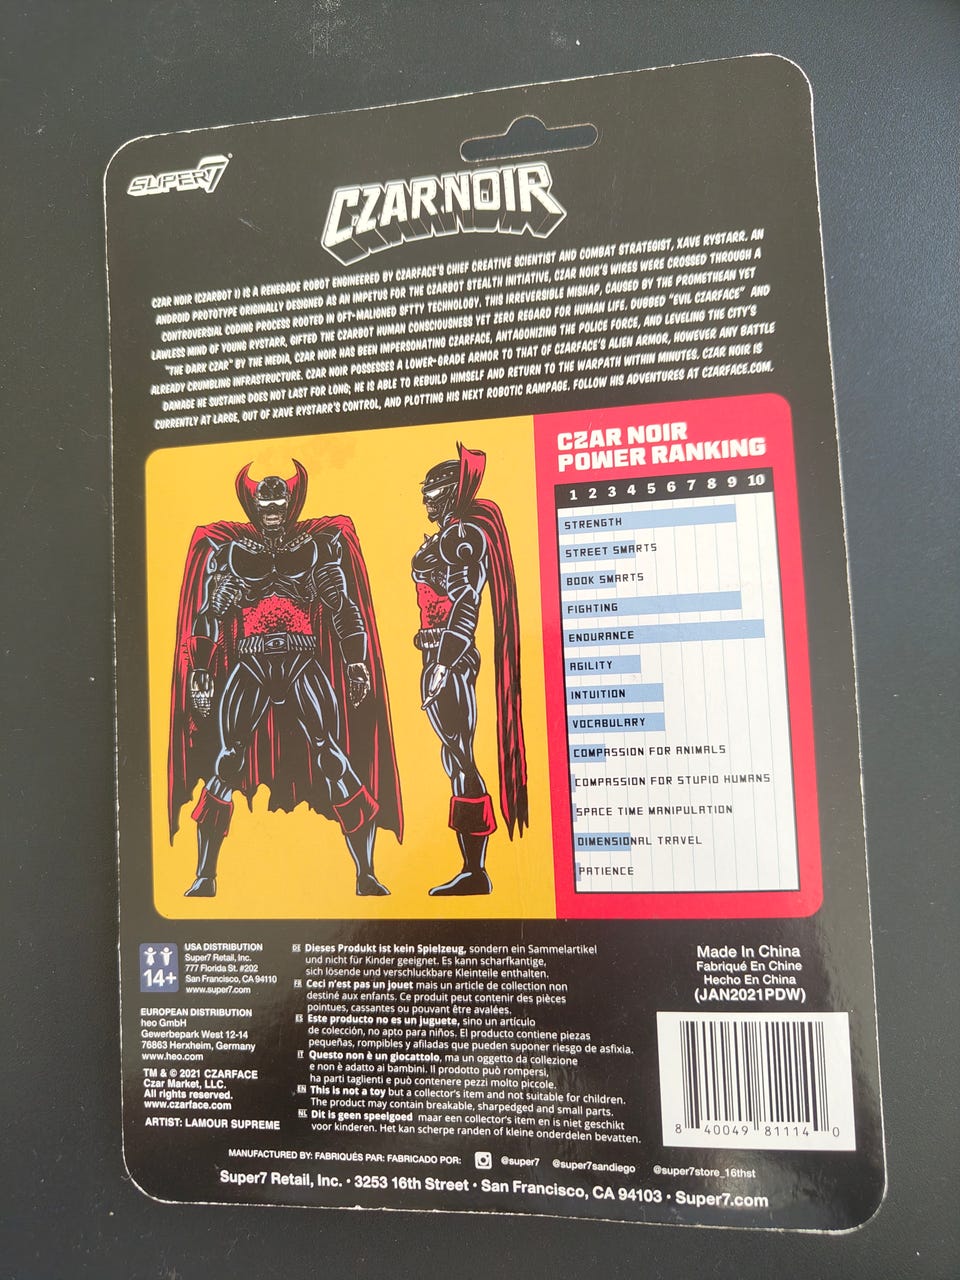 SUPER7
CZARNOIR
CZAR NOIR (CZARBOT I) IS A RENEGADE ROBOT ENGINEERED BY CZARFACE'S CHIEF CREATIVE SCIENTIST AND COMBAT STRATEGIST, XAVE RYSTARR. AN
ANDROID PROTOTYPE ORIGINALLY DESIGNED AS AN IMPETUS FOR THE CZARBOT STEALTH INITIATIVE, CZAR NOIR'S WIRES WERE CROSSED THROUGH A
CONTROVERSIAL CODING PROCESS ROOTED IN OFT-MALIGNED SFTTY TECHNOLOGY. THIS IRREVERSIBLE MISHAP, CAUSED BY THE PROMETHEAN YET
LAWLESS MIND OF YOUNG RYSTARR, GIFTED THE CZARBOT HUMAN CONSCIOUSNESS YET ZERO REGARD FOR HUMAN LIFE. DUBBED "EVIL CZARFACE" AND
"THE DARK CZAR" BY THE MEDIA, CZAR NOIR HAS BEEN IMPERSONATING CZARFACE, ANTAGONIZING THE POLICE FORCE, AND LEVELING THE CITY'S
ALREADY CRUMBLING INFRASTRUCTURE. CZAR NOIR POSSESSES A LOWER-GRADE ARMOR TO THAT OF CZARFACE'S ALIEN ARMOR, HOWEVER ANY BATTLE
DAMAGE HE SUSTAINS DOES NOT LAST FOR LONG; HE IS ABLE TO REBUILD HIMSELF AND RETURN TO THE WARPATH WITHIN MINUTES. CZAR NOIR IS
CURRENTLY AT LARGE, OUT OF XAVE RYSTARR'S CONTROL, AND PLOTTING HIS NEXT ROBOTIC RAMPAGE. FOLLOW HIS ADVENTURES AT CZARFACE.COM.
CZAR NOIR
POWER RANKING
1 2 3 4 5 6 7 8 9 10
STRENGTH
STREET SMARTS
BOOK SMARTS
FIGHTING
ENDURANCE
AGILITY
INTUITION
VOCABULARY
COMPASSION FOR ANIMALS
COMPASSION FOR STUPID HUMANS
SPACE TIME MANIPULATION
DIMENSIONAL TRAVEL
PATIENCE
14+
USA DISTRIBUTION
Super7 Retail, Inc.
777 Florida St. #202
San Francisco, CA 94110
www.super7.com
EUROPEAN DISTRIBUTION
heo GmbH
Gewerbepark West 12-14
76863 Herxheim, Germany
www.heo.com
TM & © 2021 CZARFACE
Czar Market, LLC.
All rights reserved.
www.czarface.com
ARTIST: LAMOUR SUPREME
DE Dieses Produkt ist kein Spielzeug, sondern ein Sammelartikel
und nicht für Kinder geeignet. Es kann scharfkantige,
sich lösende und verschluckbare Kleinteile enthalten.
FR Ceci n'est pas un jouet mais un article de collection non
destiné aux enfants. Ce produit peut contenir des pièces
pointues, cassantes ou pouvant être avalées.
ES Este producto no es un juguete, sino un artículo
de colección, no apto para niños. El producto contiene piezas
pequeñas, rompibles y afiladas que pueden suponer riesgo de asfixia.
IT Questo non è un giocattolo, ma un oggetto da collezione
e non è adatto ai bambini. Il prodotto può rompersi,
ha parti taglienti e può contenere pezzi molto piccole.
EN This is not a toy but a collector's item and not suitable for children.
The product may contain breakable, sharpedged and small parts.
NL Dit is geen speelgoed maar een collector's item en is niet geschikt
voor kinderen. Het kan scherpe randen of kleine onderdelen bevatten.
Made In China
Fabriqué En Chine
Hecho En China
(JAN2021PDW)
8 40049 81114 0
MANUFACTURED BY: FABRIQUÉS PAR: FABRICADO POR: @super7 @super7sandiego @super7store_16thst
Super7 Retail, Inc. • 3253 16th Street • San Francisco, CA 94103 • Super7.com